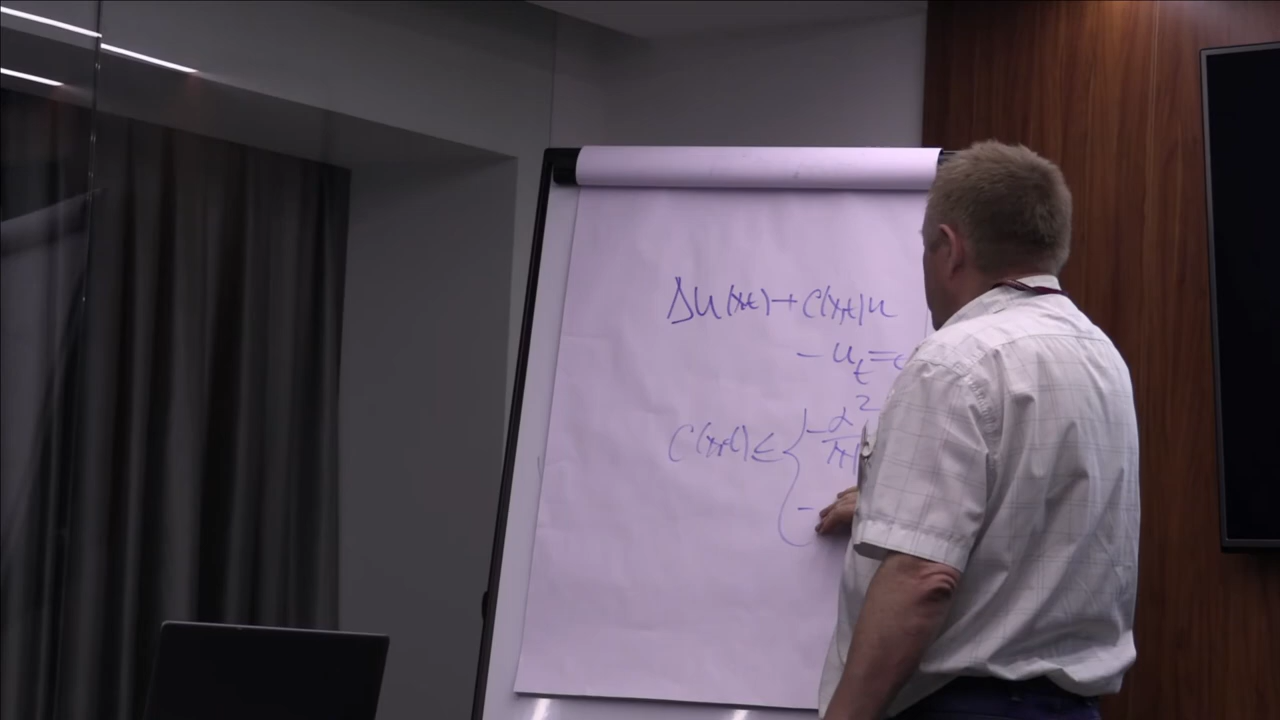 Δu(x,t)+C(x,t)u
-u_t=
C(x,t)≤{ -α²/|x|
-